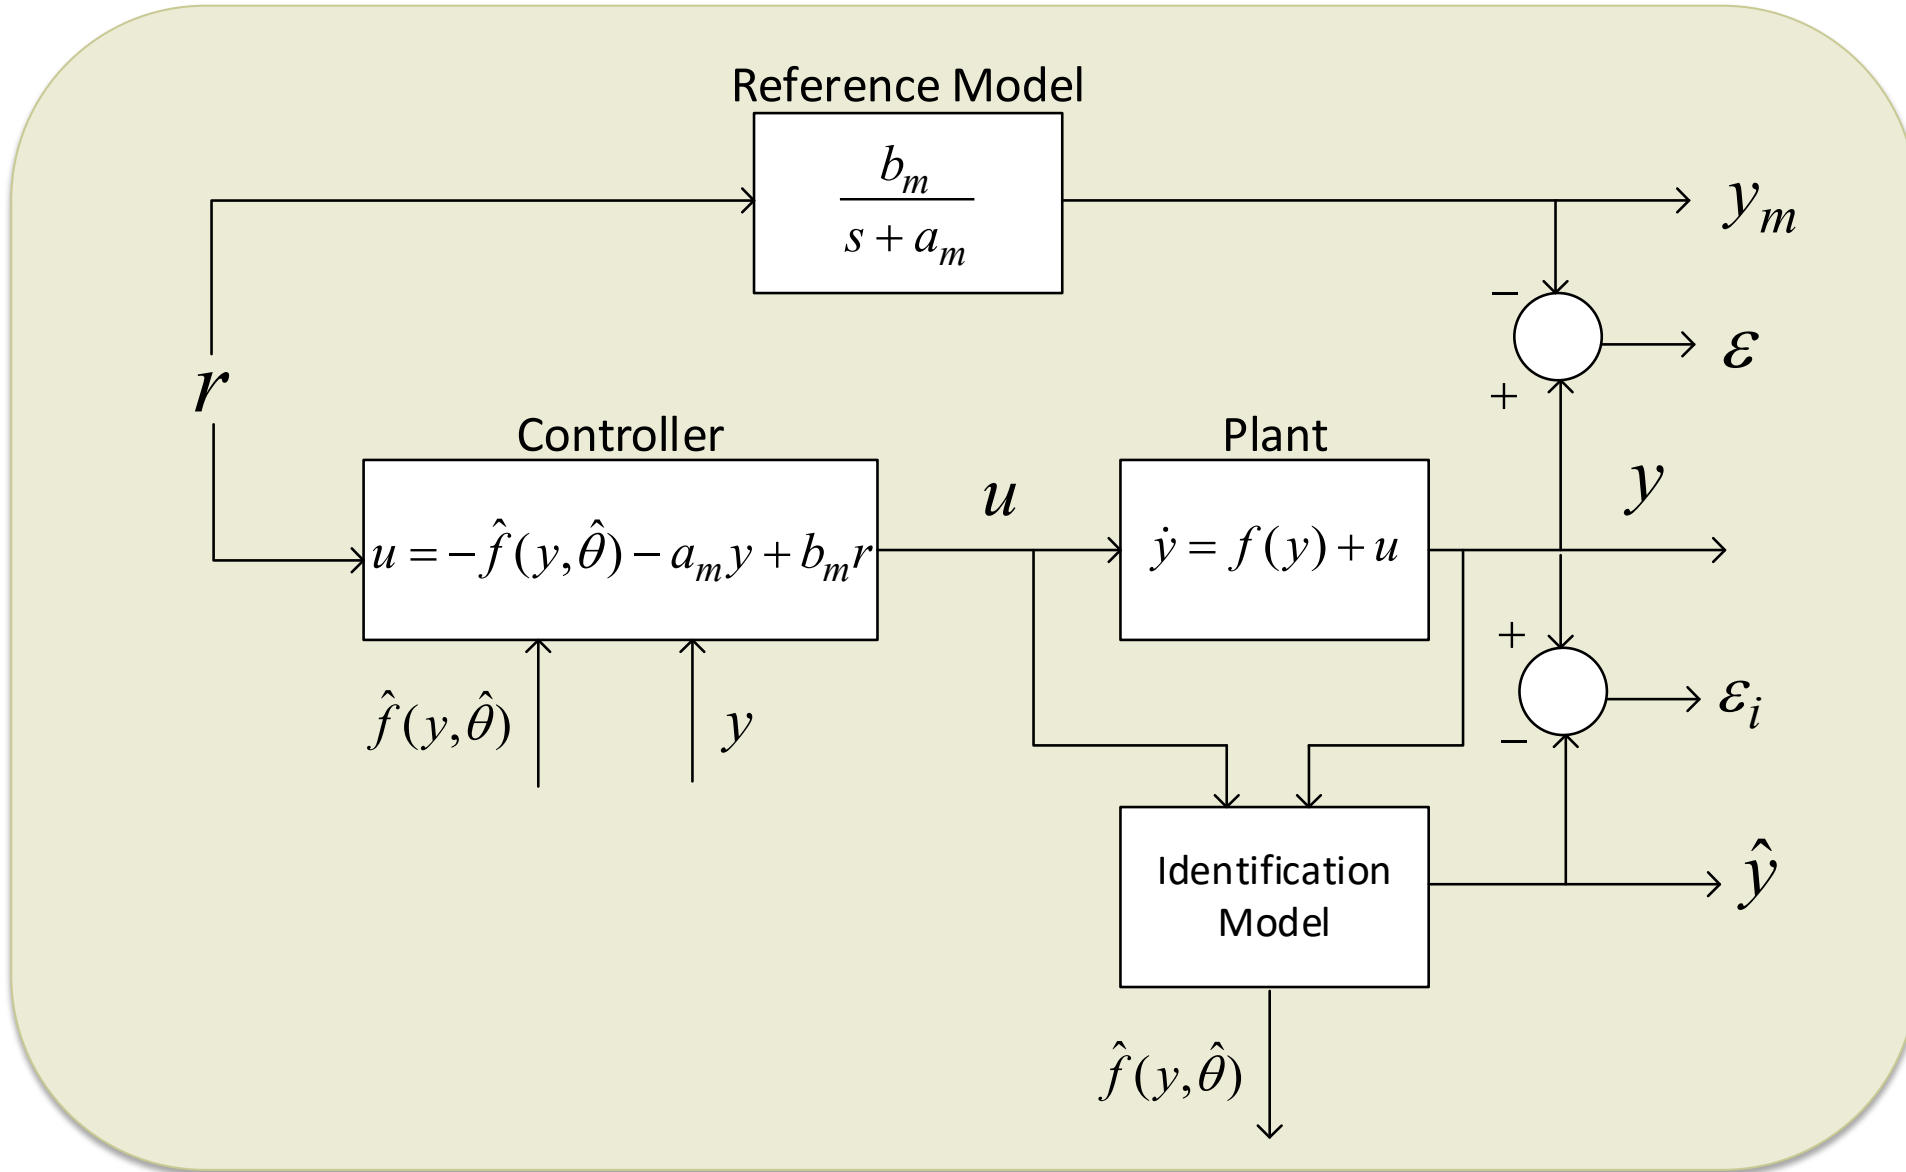 Reference Model
b_m
s + a_m
y_m
−
ε
+
r
Controller
Plant
u
y
u = −f̂(y,θ̂) − a_m y + b_m r
ẏ = f(y) + u
+
f̂(y,θ̂)
y
ε_i
−
Identification
Model
ŷ
f̂(y,θ̂)